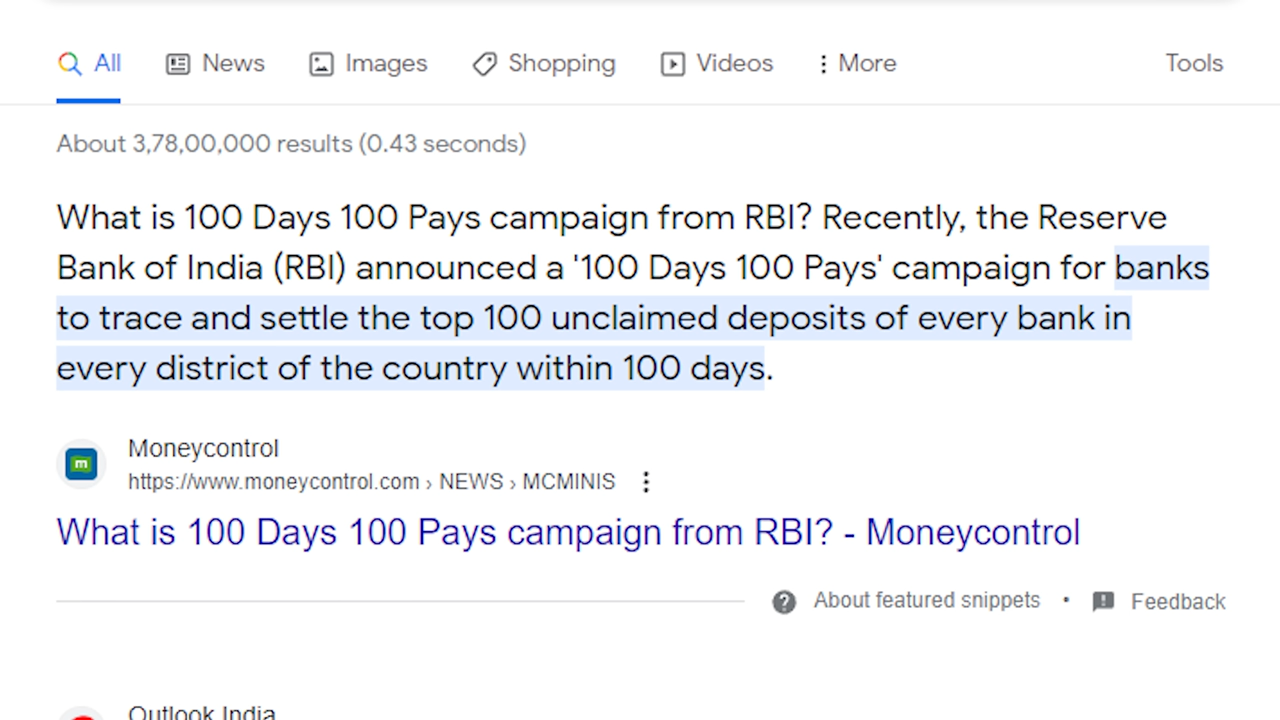 All News Images Shopping Videos More Tools
About 3,78,00,000 results (0.43 seconds)
What is 100 Days 100 Pays campaign from RBI? Recently, the Reserve
Bank of India (RBI) announced a '100 Days 100 Pays' campaign for banks
to trace and settle the top 100 unclaimed deposits of every bank in
every district of the country within 100 days.
m
Moneycontrol
https://www.moneycontrol.com › NEWS › MCMINIS
What is 100 Days 100 Pays campaign from RBI? - Moneycontrol
About featured snippets • Feedback
Outlook India